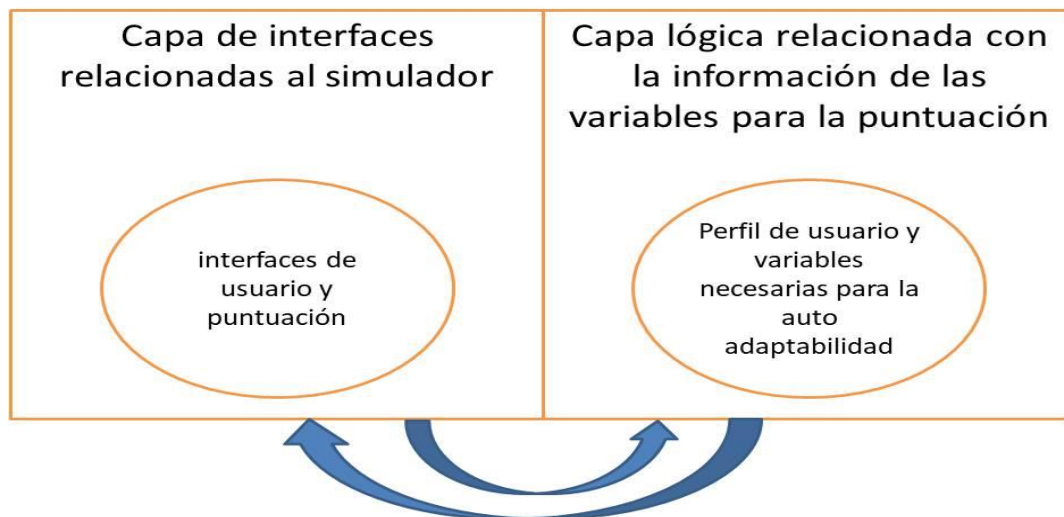 Capa de interfaces
relacionadas al simulador
interfaces de
usuario y
puntuación
Capa lógica relacionada con
la información de las
variables para la puntuación
Perfil de usuario y
variables
necesarias para la
auto
adaptabilidad